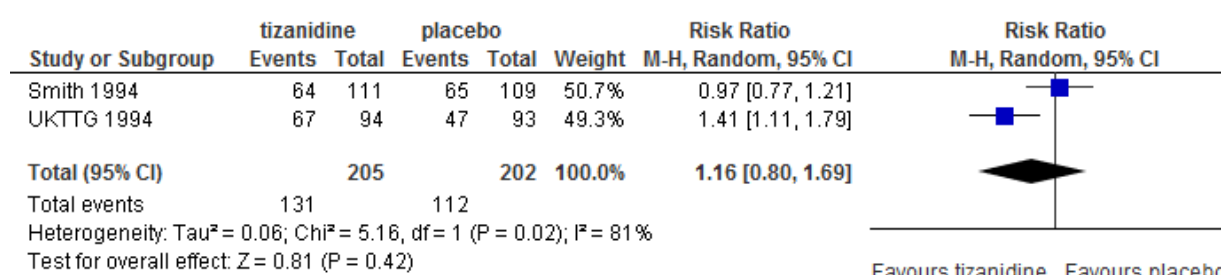 tizanidine placebo Risk Ratio Risk Ratio
Study or Subgroup Events Total Events Total Weight M-H, Random, 95% CI M-H, Random, 95% CI
Smith 1994 64 111 65 109 50.7% 0.97 [0.77, 1.21]
UKTTG 1994 67 94 47 93 49.3% 1.41 [1.11, 1.79]
Total (95% CI) 205 202 100.0% 1.16 [0.80, 1.69]
Total events 131 112
Heterogeneity: Tau² = 0.06; Chi² = 5.16, df = 1 (P = 0.02); I² = 81%
Test for overall effect: Z = 0.81 (P = 0.42)
Favours tizanidine Favours placebo